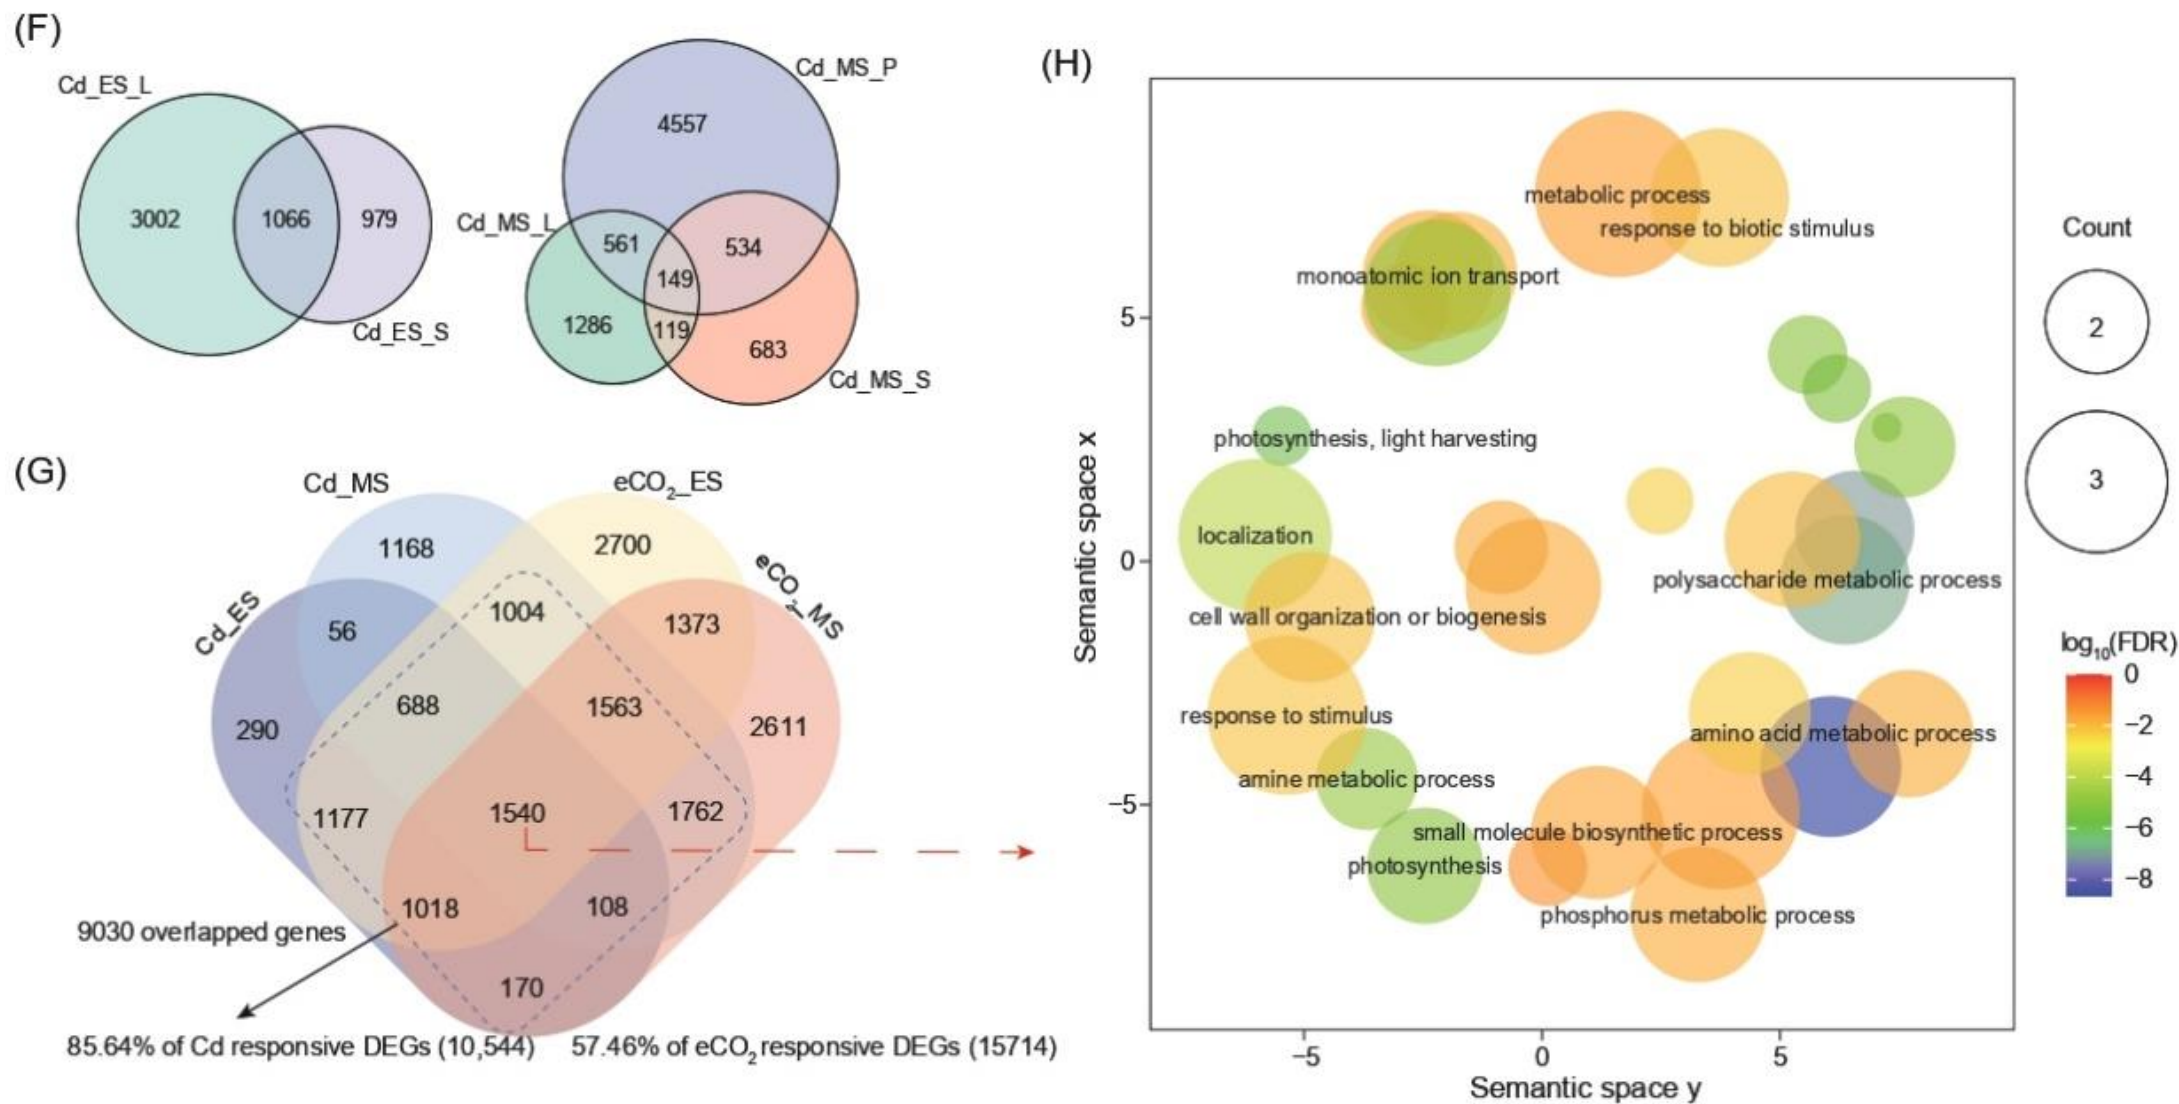 (F)
Cd_ES_L
3002
1066
979
Cd_ES_S
Cd_MS_P
4557
Cd_MS_L
561
534
149
1286
119
683
Cd_MS_S
(G)
Cd_MS
eCO2_ES
Cd_ES
eCO2_MS
1168
2700
56
1004
1373
290
688
1563
2611
1177
1540
1762
1018
108
170
9030 overlapped genes
85.64% of Cd responsive DEGs (10,544)
57.46% of eCO2 responsive DEGs (15714)
(H)
metabolic process
response to biotic stimulus
monoatomic ion transport
photosynthesis, light harvesting
localization
polysaccharide metabolic process
cell wall organization or biogenesis
response to stimulus
amino acid metabolic process
amine metabolic process
small molecule biosynthetic process
photosynthesis
phosphorus metabolic process
Semantic space x
5
0
−5
−5
0
5
Semantic space y
Count
2
3
log10(FDR)
0
−2
−4
−6
−8